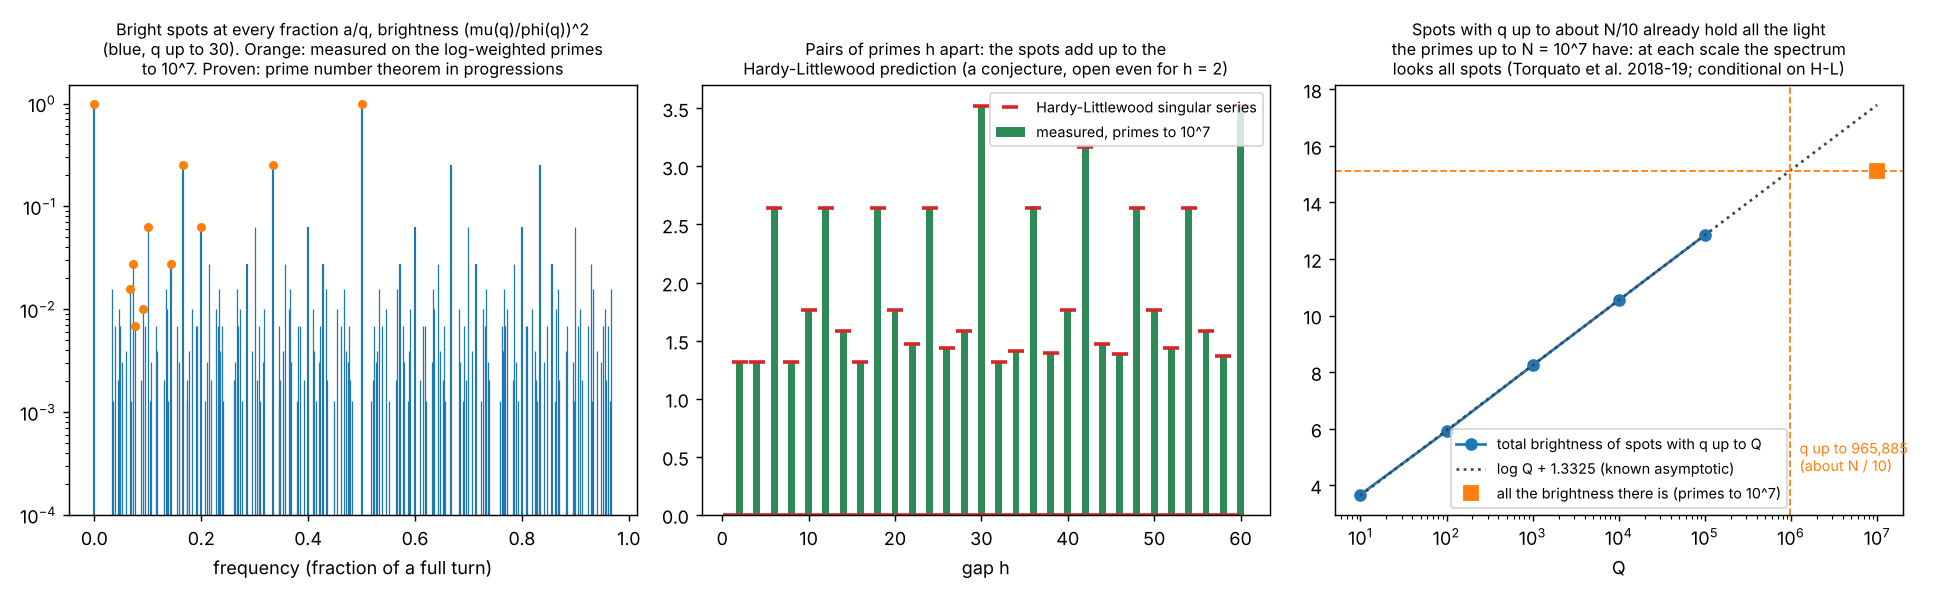 Bright spots at every fraction a/q, brightness (mu(q)/phi(q))^2
(blue, q up to 30). Orange: measured on the log-weighted primes
to 10^7. Proven: prime number theorem in progressions
10^0
10^-1
10^-2
10^-3
10^-4
0.0 0.2 0.4 0.6 0.8 1.0
frequency (fraction of a full turn)
Pairs of primes h apart: the spots add up to the
Hardy-Littlewood prediction (a conjecture, open even for h = 2)
Hardy-Littlewood singular series
measured, primes to 10^7
3.5
3.0
2.5
2.0
1.5
1.0
0.5
0.0
0 10 20 30 40 50 60
gap h
Spots with q up to about N/10 already hold all the light
the primes up to N = 10^7 have: at each scale the spectrum
looks all spots (Torquato et al. 2018-19; conditional on H-L)
18
16
14
12
10
8
6
4
q up to 965,885
(about N / 10)
total brightness of spots with q up to Q
log Q + 1.3325 (known asymptotic)
all the brightness there is (primes to 10^7)
10^1 10^2 10^3 10^4 10^5 10^6 10^7
Q